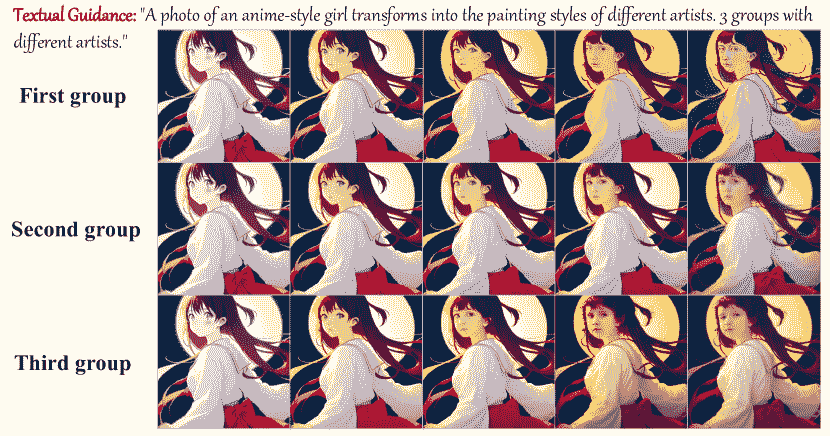 Textual Guidance: "A photo of an anime-style girl transforms into the painting styles of different artists. 3 groups with
different artists."
First group
Second group
Third group